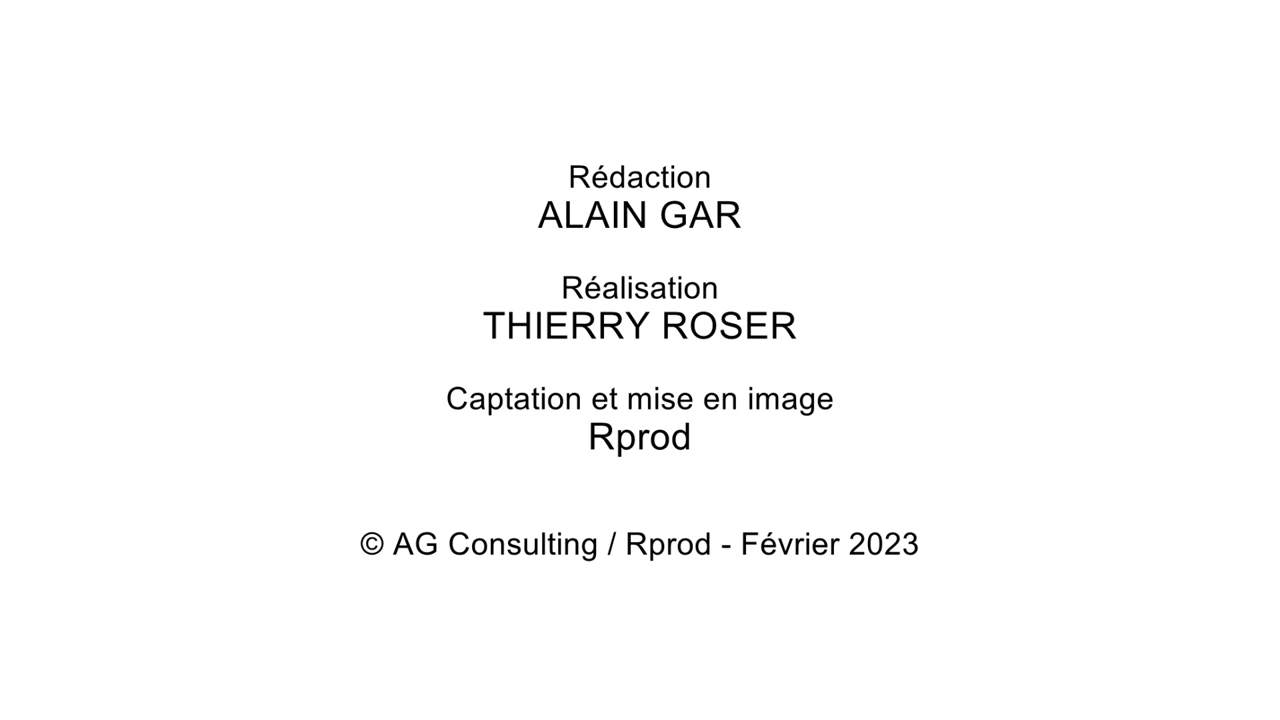 Rédaction
ALAIN GAR
Réalisation
THIERRY ROSER
Captation et mise en image
Rprod
© AG Consulting / Rprod - Février 2023